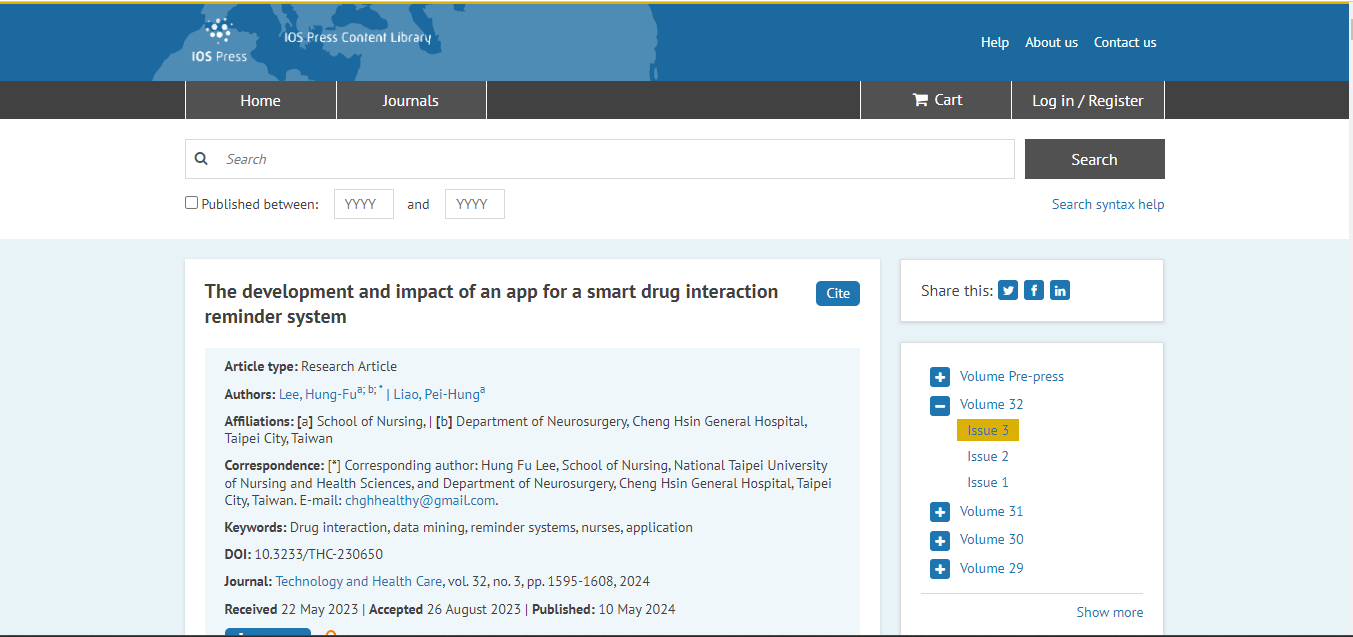 IOS Press
IOS Press Content Library
Help About us Contact us
Home Journals Cart Log in / Register
Search Search
Published between: YYYY and YYYY Search syntax help
The development and impact of an app for a smart drug interaction
reminder system
Cite
Article type: Research Article
Authors: Lee, Hung-Fua; b; * | Liao, Pei-Hunga
Affiliations: [a] School of Nursing, | [b] Department of Neurosurgery, Cheng Hsin General Hospital,
Taipei City, Taiwan
Correspondence: [*] Corresponding author: Hung Fu Lee, School of Nursing, National Taipei University
of Nursing and Health Sciences, and Department of Neurosurgery, Cheng Hsin General Hospital, Taipei
City, Taiwan. E-mail: chghhealthy@gmail.com.
Keywords: Drug interaction, data mining, reminder systems, nurses, application
DOI: 10.3233/THC-230650
Journal: Technology and Health Care, vol. 32, no. 3, pp. 1595-1608, 2024
Received 22 May 2023 | Accepted 26 August 2023 | Published: 10 May 2024
Share this:
Volume Pre-press
Volume 32
Issue 3
Issue 2
Issue 1
Volume 31
Volume 30
Volume 29
Show more